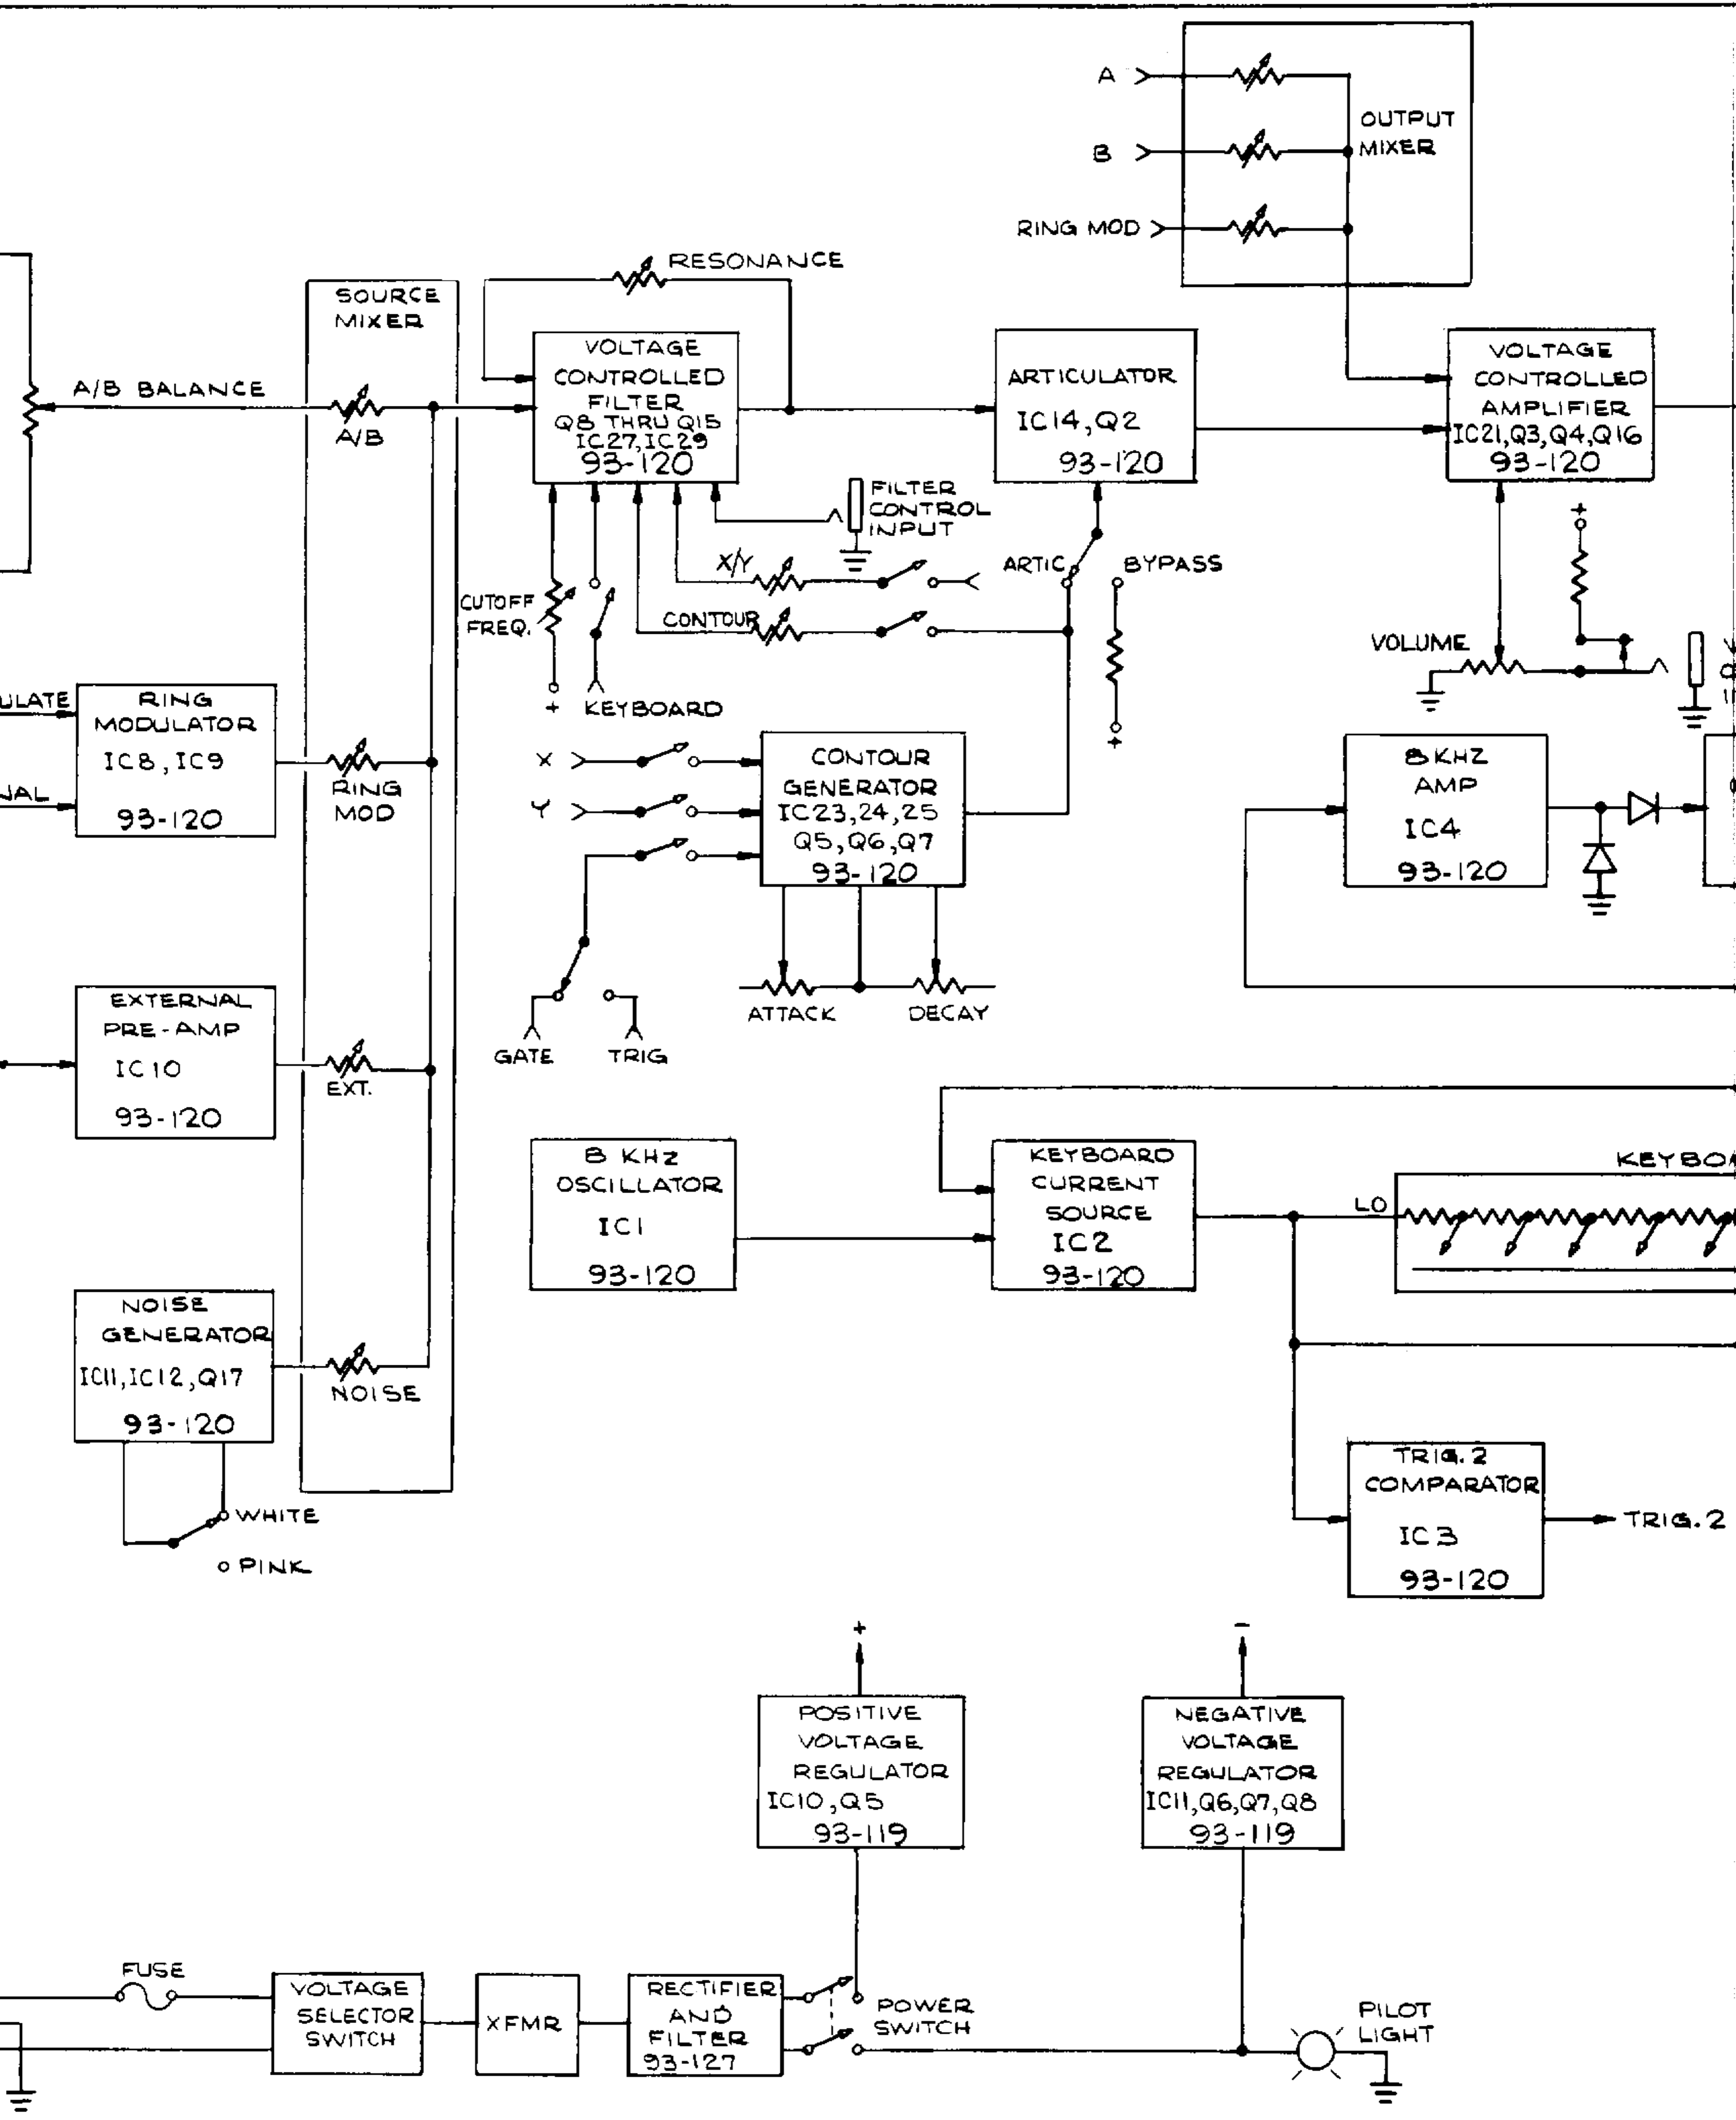 A
B
RING MOD
OUTPUT
MIXER
RESONANCE
SOURCE
MIXER
A/B BALANCE
A/B
VOLTAGE
CONTROLLED
FILTER
Q8 THRU Q15
IC27, IC29
93-120
ARTICULATOR
IC14, Q2
93-120
VOLTAGE
CONTROLLED
AMPLIFIER
IC21, Q3, Q4, Q16
93-120
FILTER
CONTROL
INPUT
X/Y
CONTOUR
CUTOFF
FREQ.
+
KEYBOARD
ARTIC
BYPASS
+
+
VOLUME
ULATE
NAL
RING
MODULATOR
IC8, IC9
93-120
RING
MOD
X
Y
CONTOUR
GENERATOR
IC23, 24, 25
Q5, Q6, Q7
93-120
8 KHZ
AMP
IC4
93-120
ATTACK
DECAY
GATE
TRIG
EXTERNAL
PRE-AMP
IC10
93-120
EXT.
8 KHZ
OSCILLATOR
IC1
93-120
KEYBOARD
CURRENT
SOURCE
IC2
93-120
KEYBOA
LO
NOISE
GENERATOR
IC11, IC12, Q17
93-120
NOISE
WHITE
PINK
TRIG. 2
COMPARATOR
IC3
93-120
TRIG. 2
+
-
POSITIVE
VOLTAGE
REGULATOR
IC10, Q5
93-119
NEGATIVE
VOLTAGE
REGULATOR
IC11, Q6, Q7, Q8
93-119
FUSE
VOLTAGE
SELECTOR
SWITCH
XFMR
RECTIFIER
AND
FILTER
93-127
POWER
SWITCH
PILOT
LIGHT